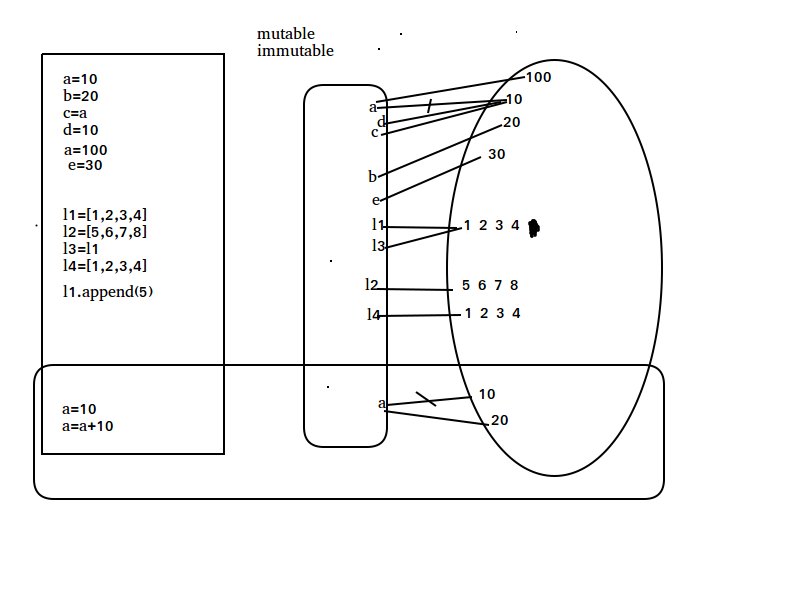 mutable
immutable
a=10
b=20
c=a
d=10
a=100
e=30
l1=[1,2,3,4]
l2=[5,6,7,8]
l3=l1
l4=[1,2,3,4]
l1.append(5)
a=10
a=a+10
a
d
c
b
e
l1
l3
l2
l4
a
100
10
20
30
1 2 3 4
5 6 7 8
1 2 3 4
10
20